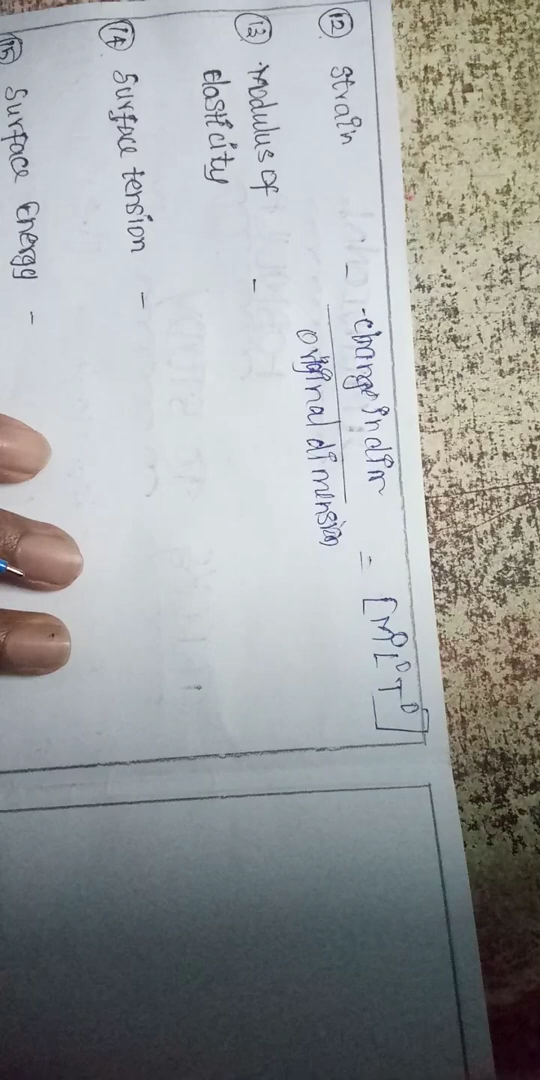 12 strain - change in dim = [M⁰L⁰T⁰]
original dimension
13 Modulus of -
elasticity
14 Surface tension -
15 Surface Energy -